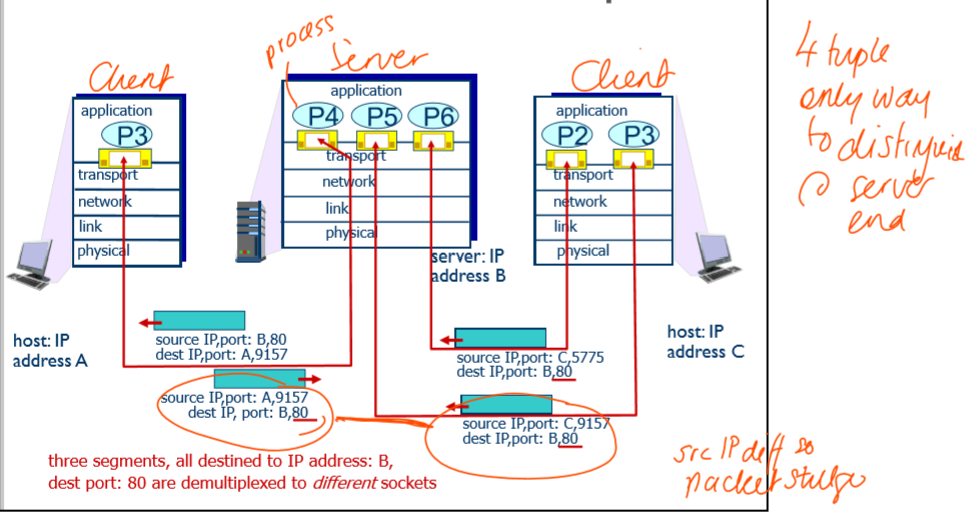 process
Server
Client
Client
application
P3
transport
network
link
physical
application
P4 P5 P6
transport
network
link
physical
application
P2 P3
transport
network
link
physical
server: IP
address B
host: IP
address A
host: IP
address C
source IP,port: B,80
dest IP,port: A,9157
source IP,port: A,9157
dest IP, port: B,80
source IP,port: C,5775
dest IP,port: B,80
source IP,port: C,9157
dest IP,port: B,80
three segments, all destined to IP address: B,
dest port: 80 are demultiplexed to different sockets
4 tuple
only way
to
@ server
end
src IP diff so
packet still go